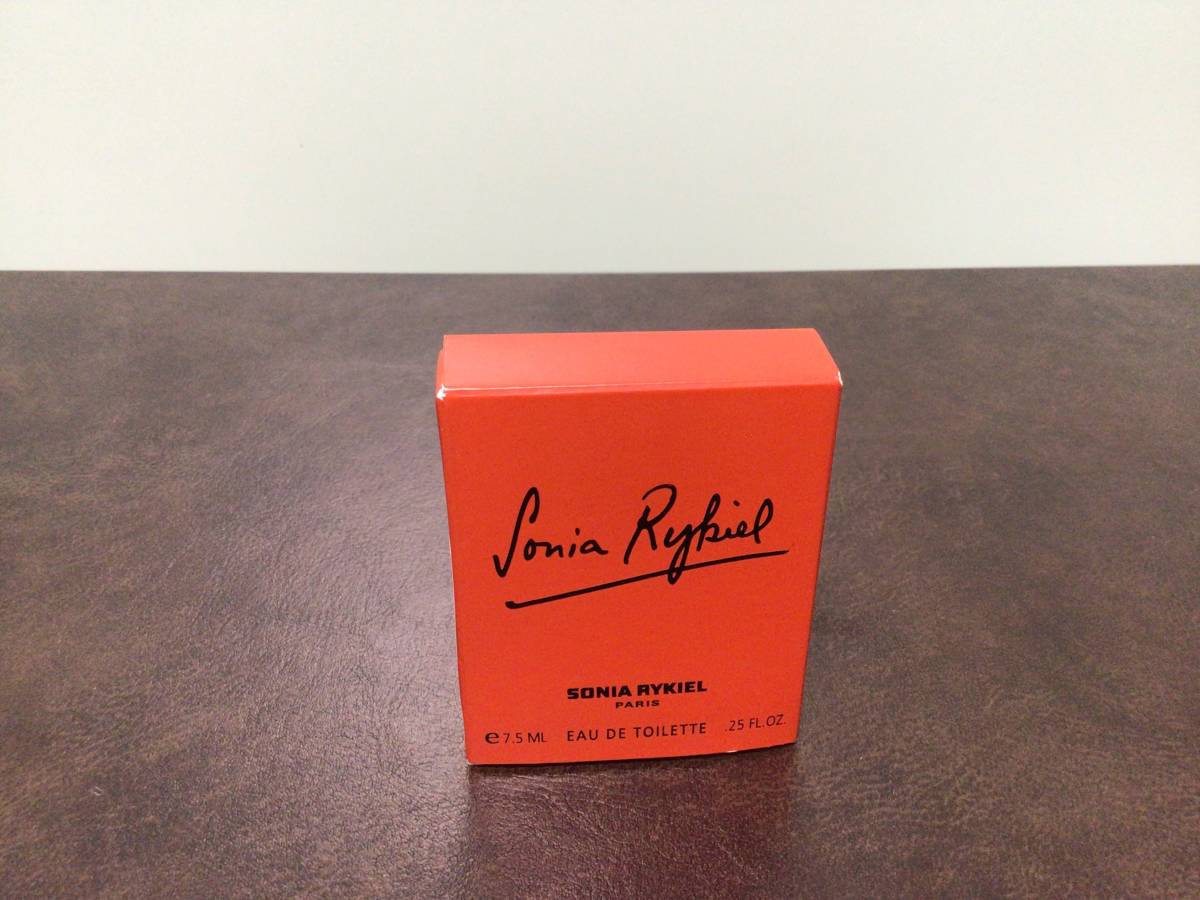 Sonia Rykiel
SONIA RYKIEL
PARIS
e 7.5 ML EAU DE TOILETTE .25 FL.OZ.